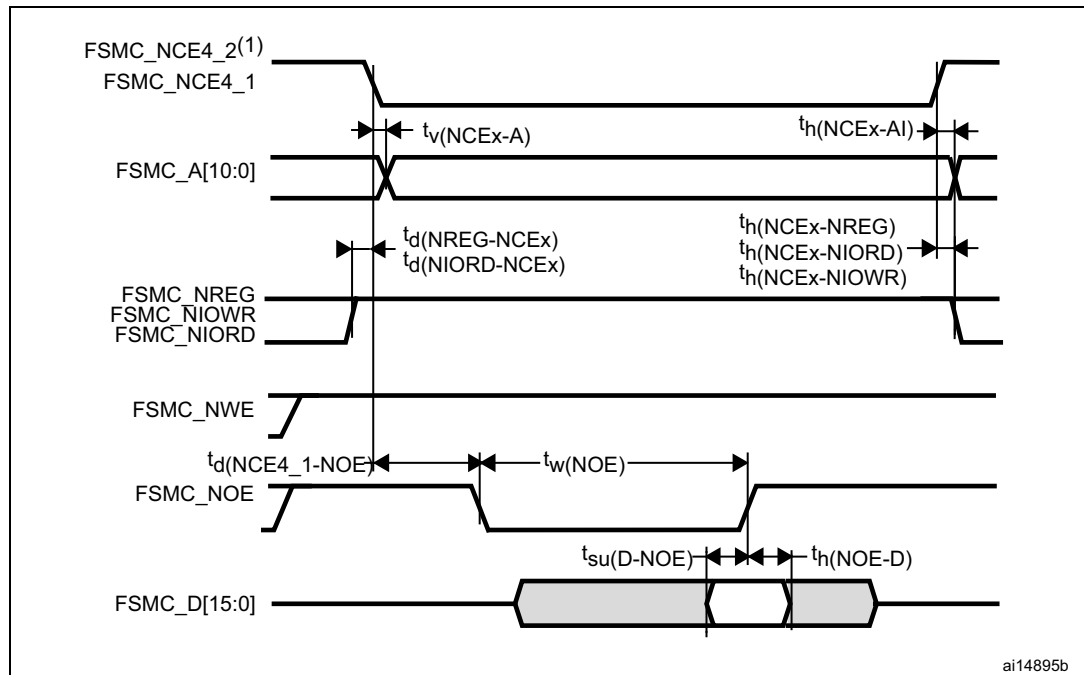 FSMC_NCE4_2(1)
FSMC_NCE4_1
tv(NCEx-A)
th(NCEx-AI)
FSMC_A[10:0]
td(NREG-NCEx)
td(NIORD-NCEx)
th(NCEx-NREG)
th(NCEx-NIORD)
th(NCEx-NIOWR)
FSMC_NREG
FSMC_NIOWR
FSMC_NIORD
FSMC_NWE
td(NCE4_1-NOE)
tw(NOE)
FSMC_NOE
tsu(D-NOE)
th(NOE-D)
FSMC_D[15:0]
ai14895b